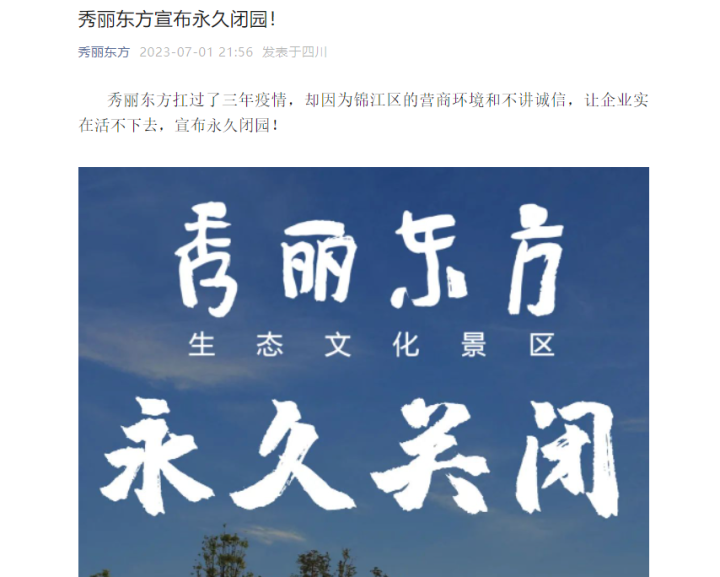 秀丽东方宣布永久闭园！
秀丽东方 2023-07-01 21:56 发表于四川
秀丽东方扛过了三年疫情，却因为锦江区的营商环境和不讲诚信，让企业实
在活不下去，宣布永久闭园！
秀丽东方
生态文化景区
永久关闭